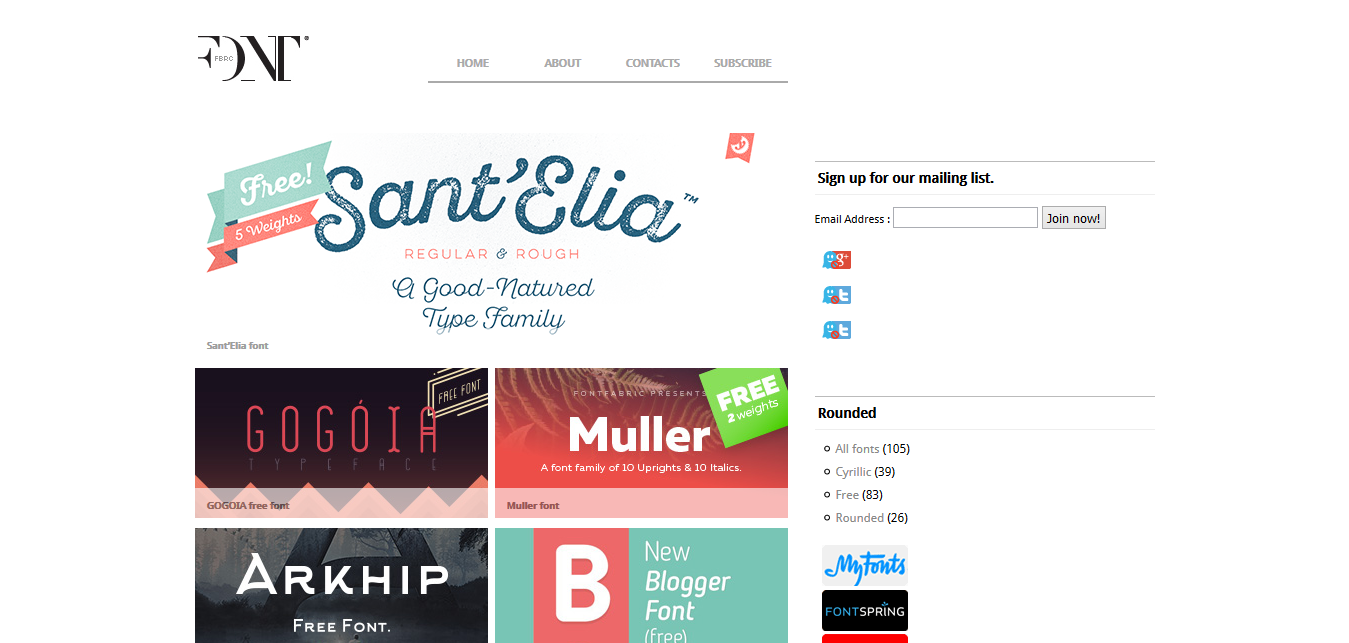 FONT
FBRC
HOME ABOUT CONTACTS SUBSCRIBE
Free!
5 Weights
Sant'Elia™
REGULAR & ROUGH
A Good-Natured
Type Family
Sant'Elia font
FREE FONT
GOGÓIA
TYPEFACE
GOGOIA free font
FONTFABRIC PRESENTS
FREE
2 weights
Muller
A font family of 10 Uprights & 10 Italics.
Muller font
ARKHIP
FREE FONT.
B
New
Blogger
Font
(free)
Sign up for our mailing list.
Email Address :
Join now!
g+
t
t
Rounded
All fonts (105)
Cyrillic (39)
Free (83)
Rounded (26)
MyFonts
FONTSPRING